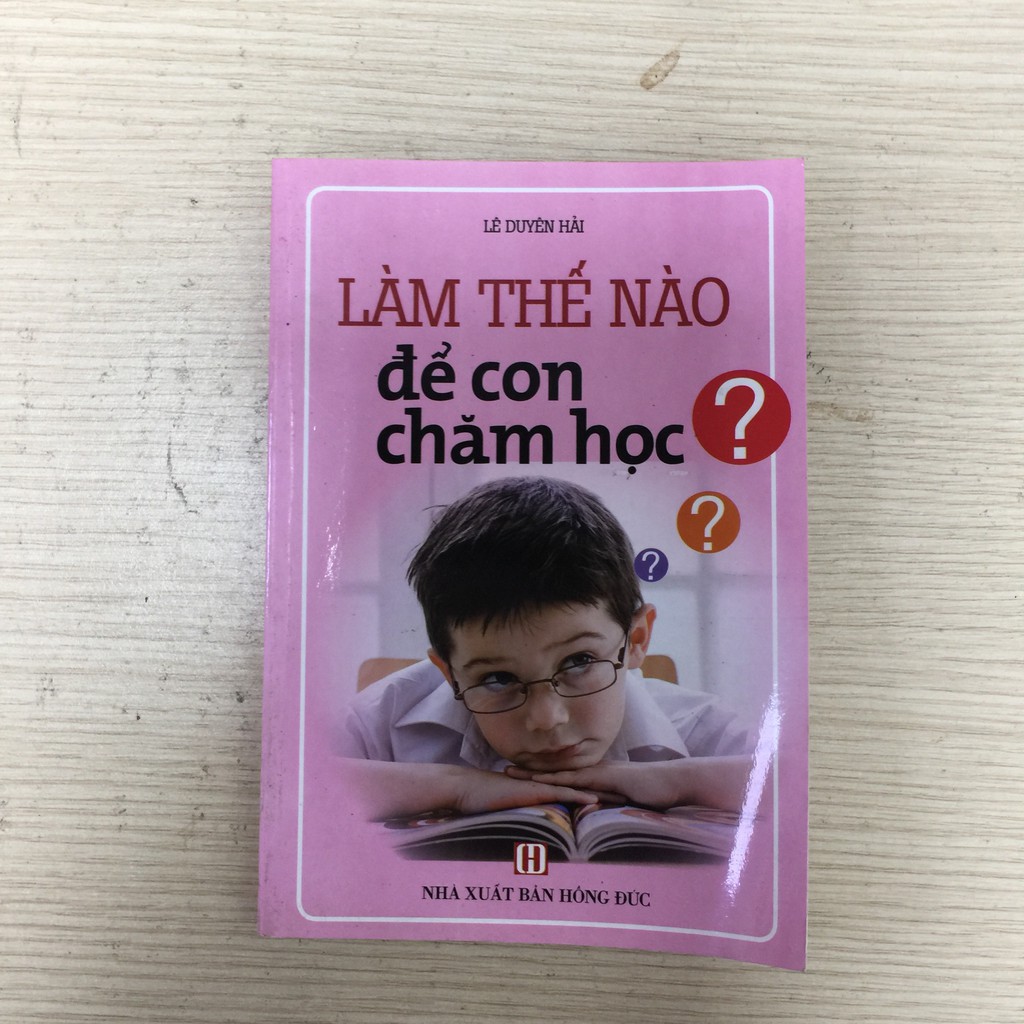 LÊ DUYÊN HẢI
LÀM THẾ NÀO
để con
chăm học ?
?
?
NHÀ XUẤT BẢN HỒNG ĐỨC